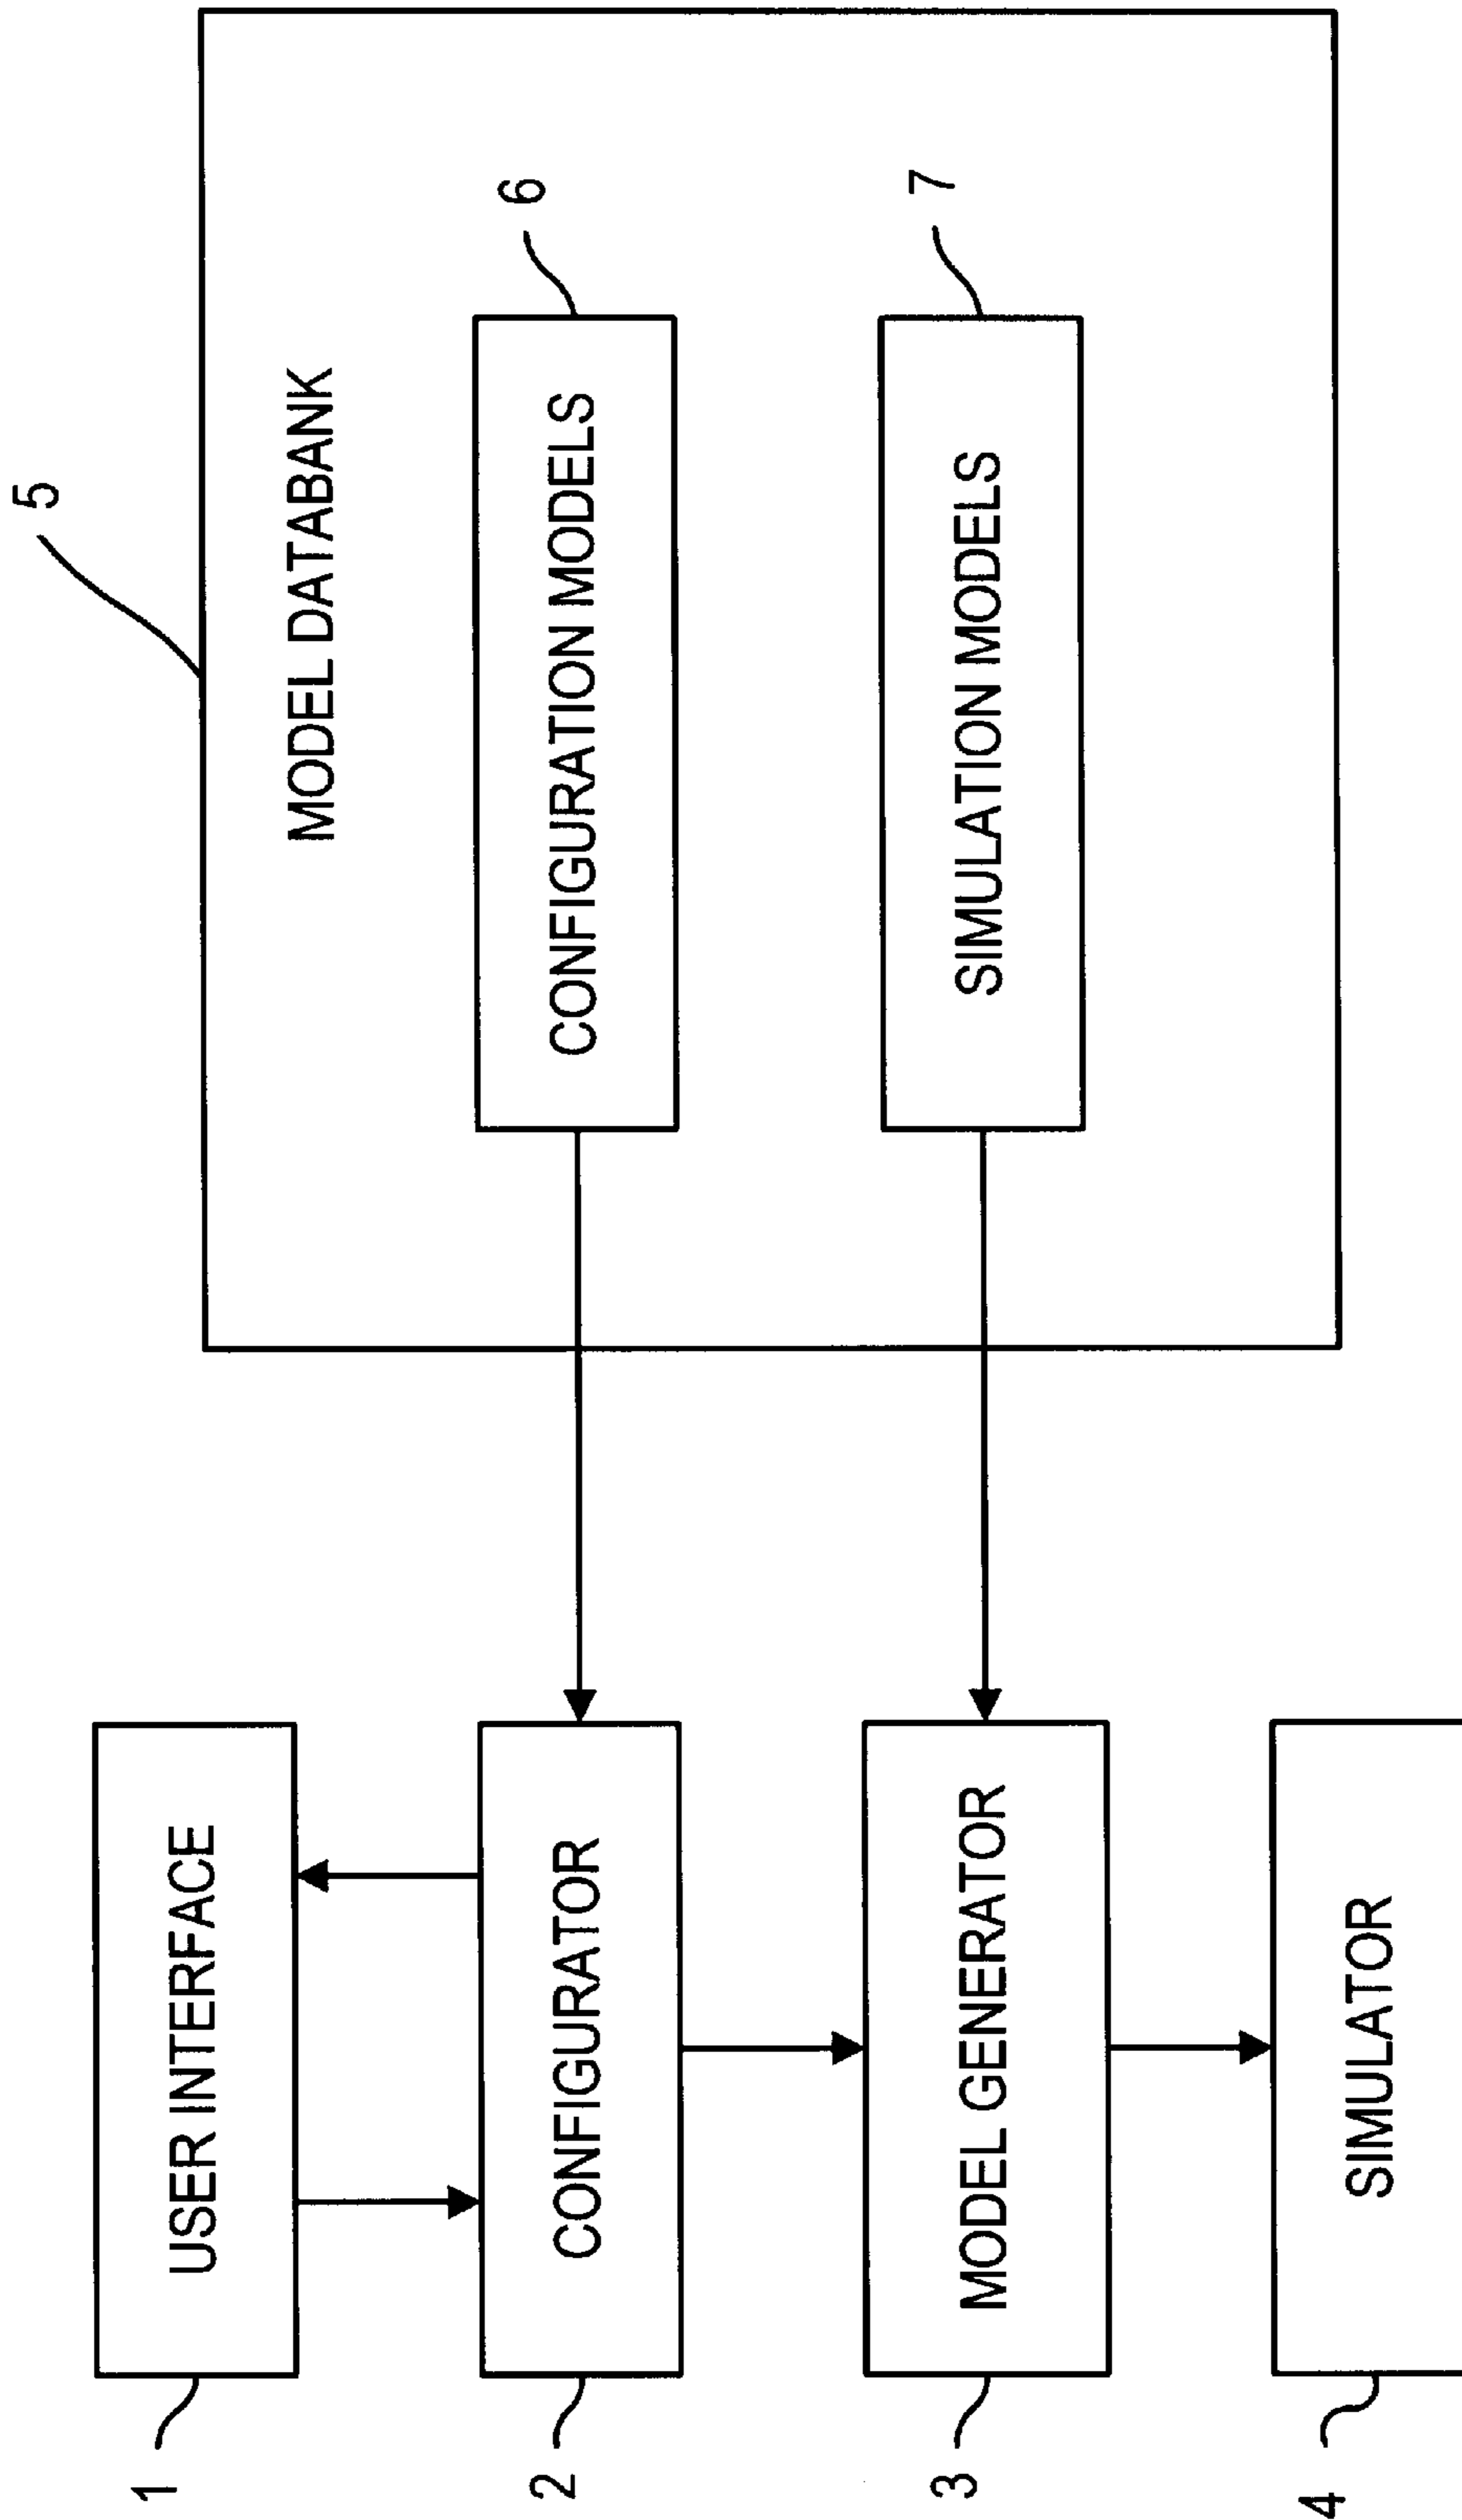 5
MODEL DATABANK
1
USER INTERFACE
6
CONFIGURATION MODELS
2
CONFIGURATOR
7
SIMULATION MODELS
3
MODEL GENERATOR
4
SIMULATOR